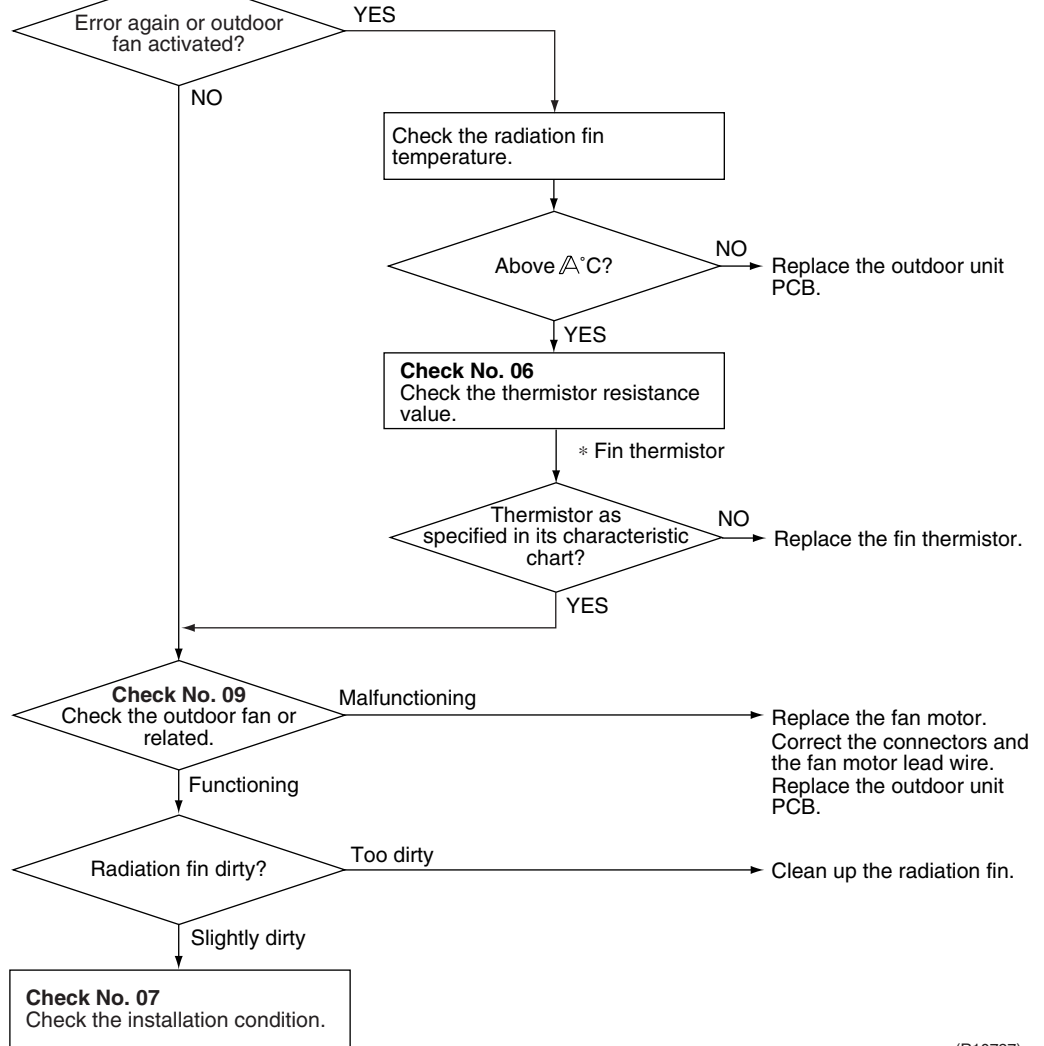 Error again or outdoor
fan activated?
YES
NO
Check the radiation fin
temperature.
Above A°C?
NO
Replace the outdoor unit
PCB.
YES
Check No. 06
Check the thermistor resistance
value.
* Fin thermistor
Thermistor as
specified in its characteristic
chart?
NO
Replace the fin thermistor.
YES
Check No. 09
Check the outdoor fan or
related.
Malfunctioning
Replace the fan motor.
Correct the connectors and
the fan motor lead wire.
Replace the outdoor unit
PCB.
Functioning
Radiation fin dirty?
Too dirty
Clean up the radiation fin.
Slightly dirty
Check No. 07
Check the installation condition.